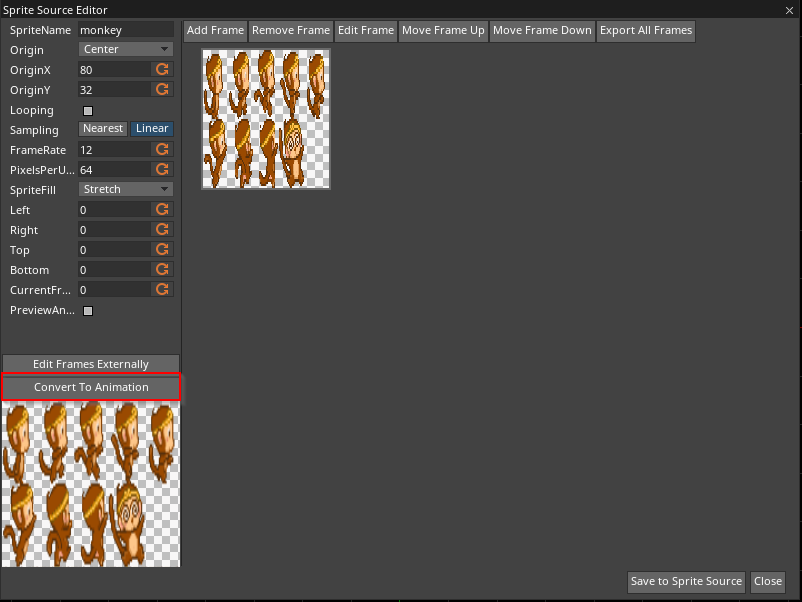 Sprite Source Editor
SpriteName monkey
Origin Center
OriginX 80
OriginY 32
Looping
Sampling Nearest Linear
FrameRate 12
PixelsPerU... 64
SpriteFill Stretch
Left 0
Right 0
Top 0
Bottom 0
CurrentFr... 0
PreviewAn...
Edit Frames Externally
Convert To Animation
Add Frame Remove Frame Edit Frame Move Frame Up Move Frame Down Export All Frames
Save to Sprite Source Close